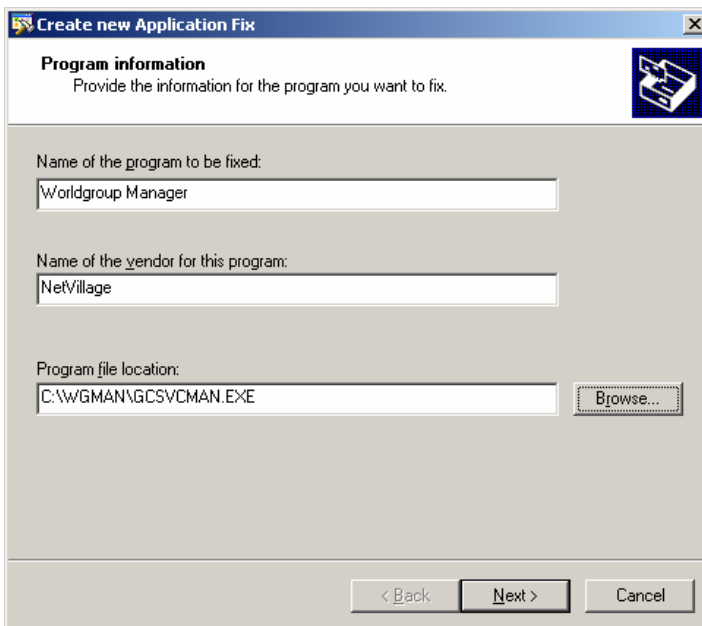 Create new Application Fix
Program information
Provide the information for the program you want to fix.
Name of the program to be fixed:
Worldgroup Manager
Name of the vendor for this program:
NetVillage
Program file location:
C:\WGMAN\GCSVCMAN.EXE
Browse...
< Back
Next >
Cancel